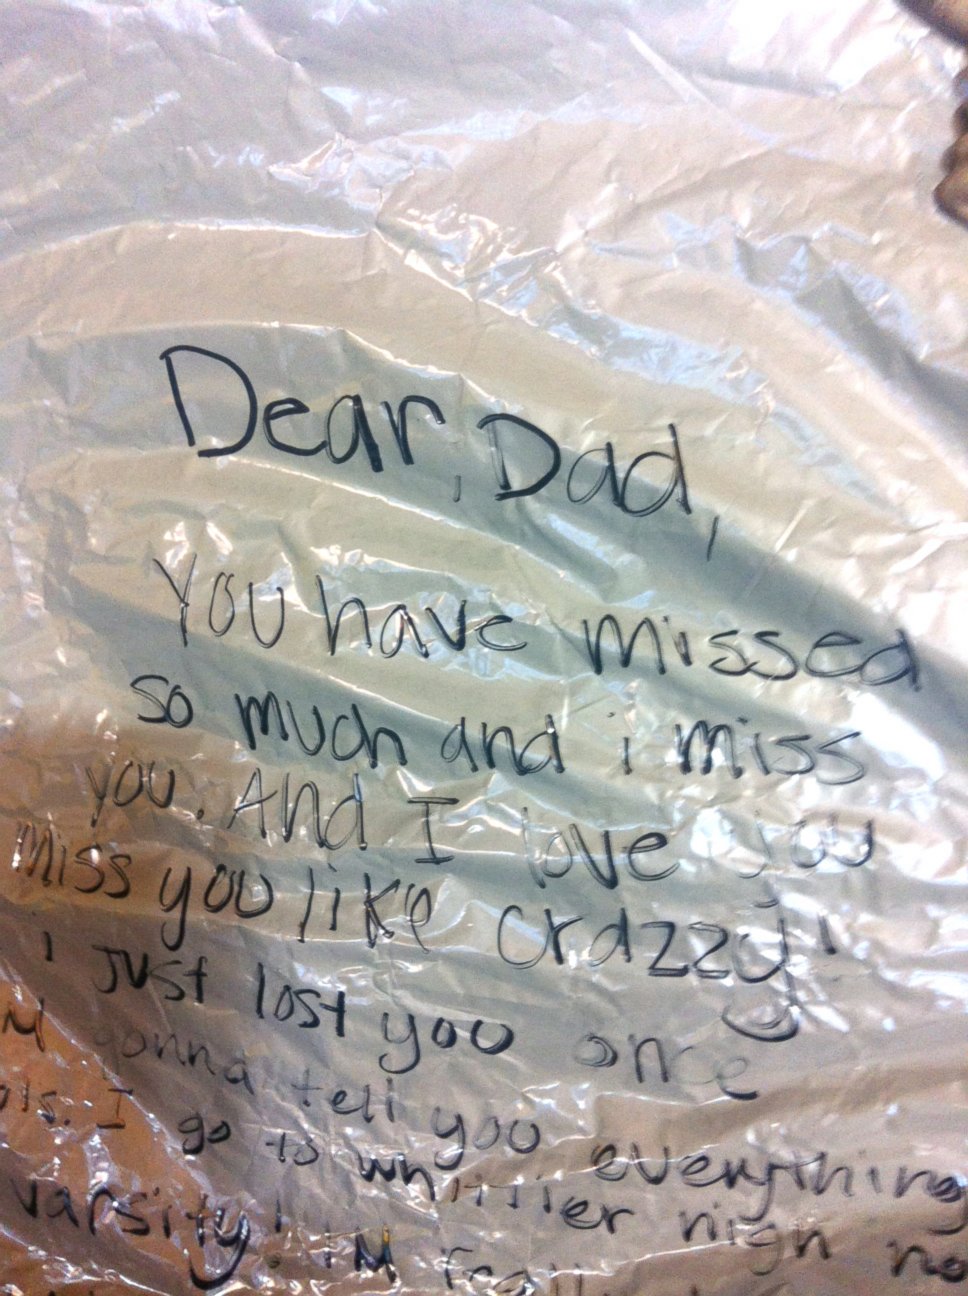 Dear, Dad,
You have missed
so much and i miss
you. And I love you
miss you like crazzzy!
i just lost you once
gonna tell you everything
I go to whittier high
varsity! I'M